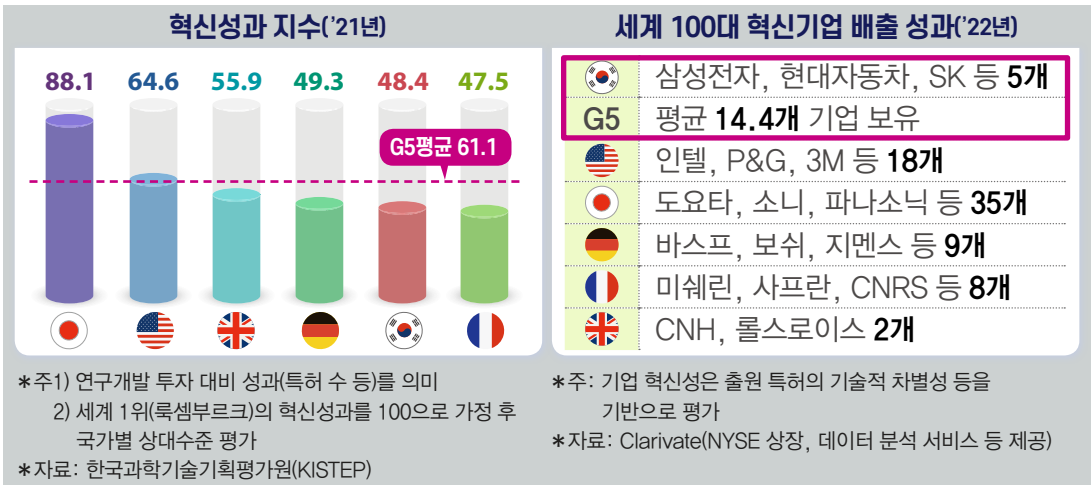 혁신성과 지수('21년)
88.1 64.6 55.9 49.3 48.4 47.5
G5평균 61.1
*주1) 연구개발 투자 대비 성과(특허 수 등)를 의미
2) 세계 1위(룩셈부르크)의 혁신성과를 100으로 가정 후
국가별 상대수준 평가
*자료: 한국과학기술기획평가원(KISTEP)
세계 100대 혁신기업 배출 성과('22년)
삼성전자, 현대자동차, SK 등 5개
G5 평균 14.4개 기업 보유
인텔, P&G, 3M 등 18개
도요타, 소니, 파나소닉 등 35개
바스프, 보쉬, 지멘스 등 9개
미쉐린, 사프란, CNRS 등 8개
CNH, 롤스로이스 2개
*주: 기업 혁신성은 출원 특허의 기술적 차별성 등을
기반으로 평가
*자료: Clarivate(NYSE 상장, 데이터 분석 서비스 등 제공)